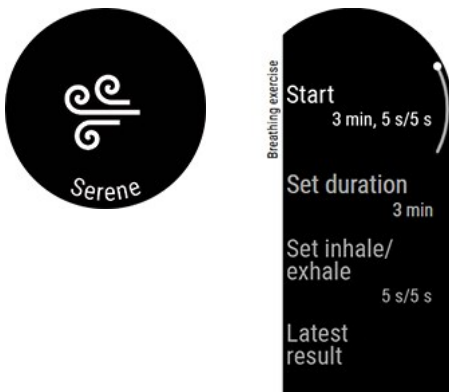 Serene
Breathing exercise
Start
3 min, 5 s/5 s
Set duration
3 min
Set inhale/
exhale
5 s/5 s
Latest
result